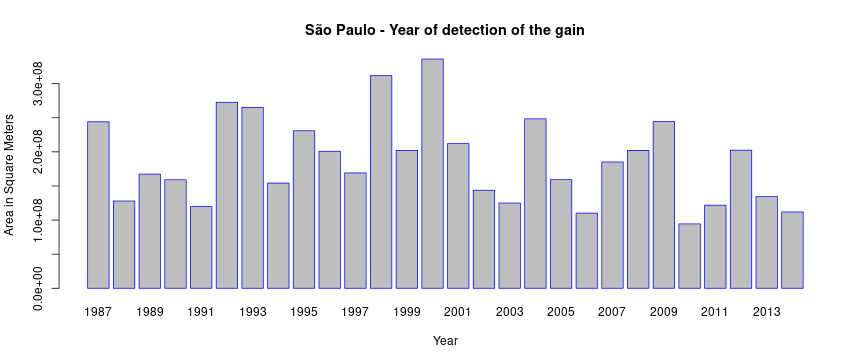 São Paulo - Year of detection of the gain
Area in Square Meters
3.0e+08
2.0e+08
1.0e+08
0.0e+00
1987 1989 1991 1993 1995 1997 1999 2001 2003 2005 2007 2009 2011 2013
Year